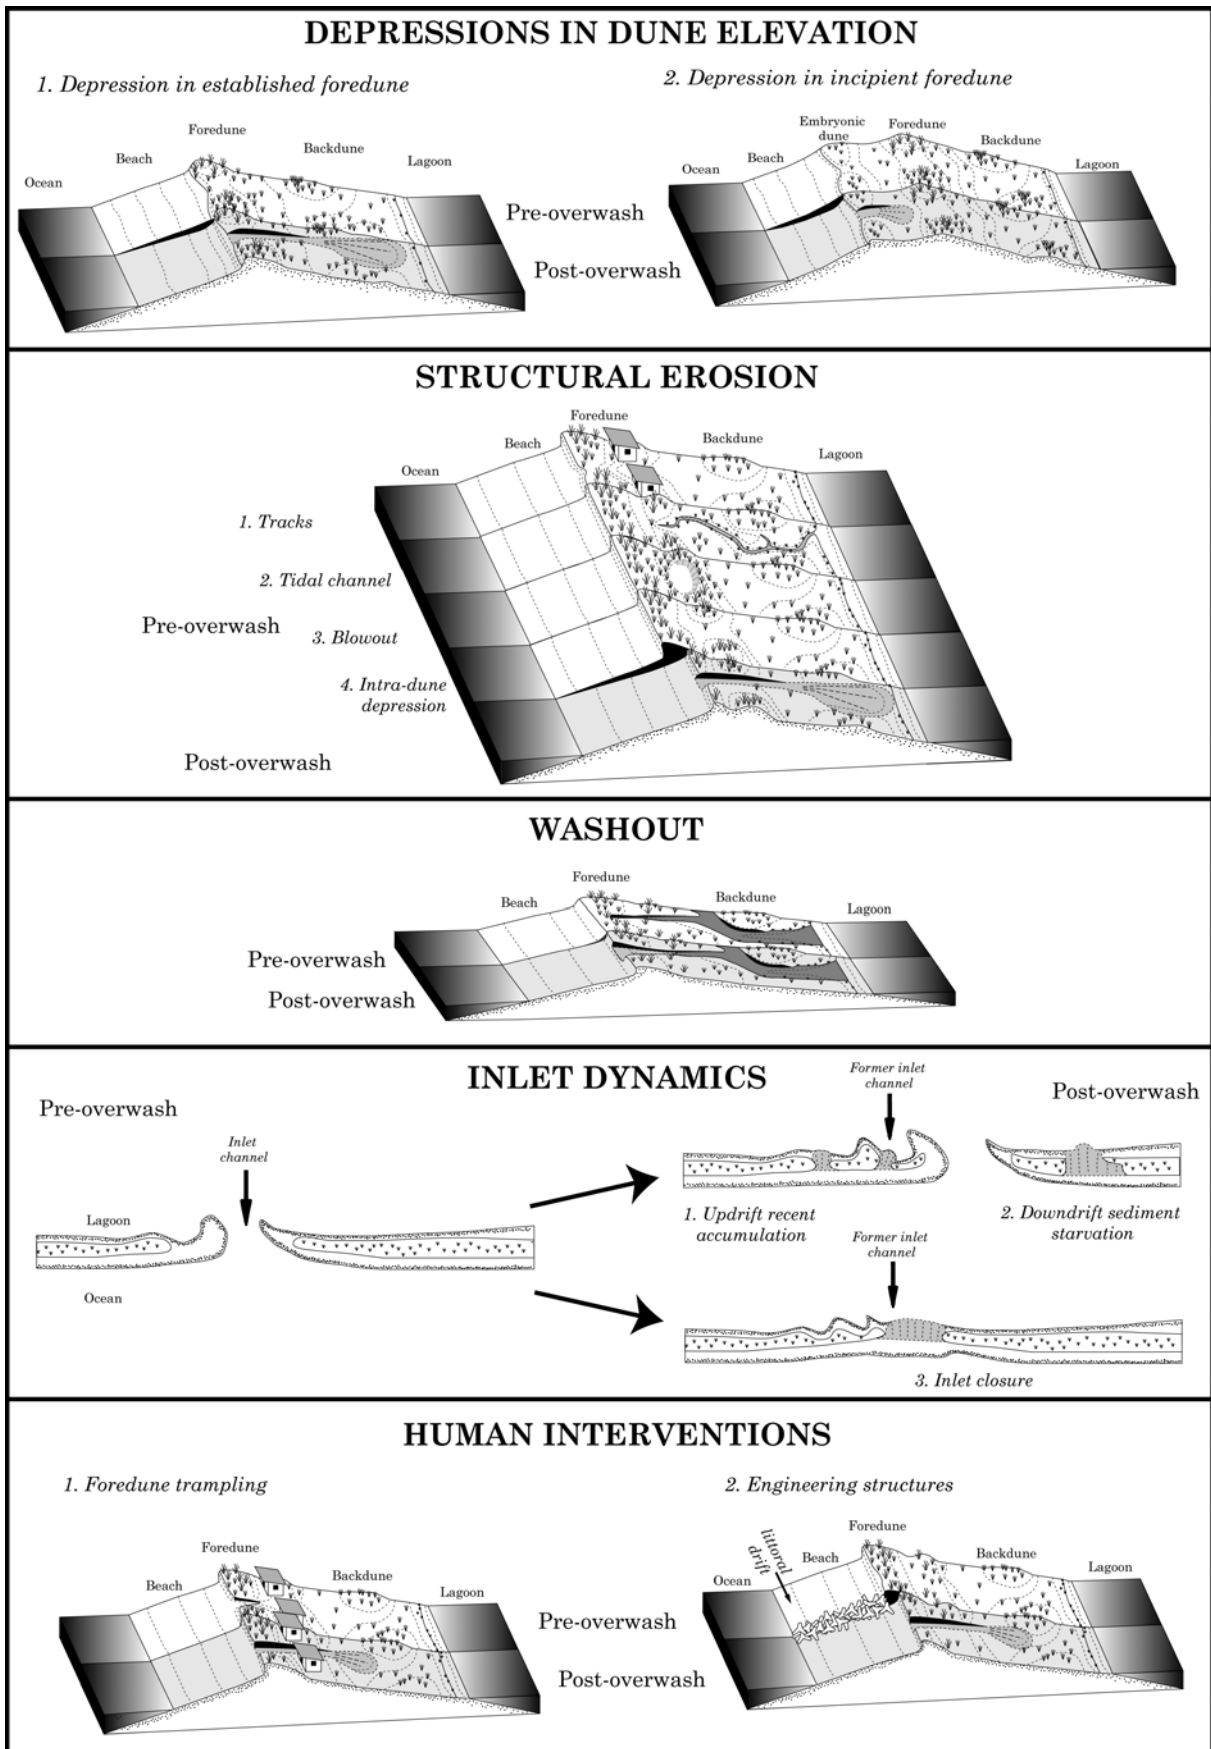 DEPRESSIONS IN DUNE ELEVATION
1. Depression in established foredune
2. Depression in incipient foredune
Foredune
Beach
Backdune
Lagoon
Ocean
Embryonic
dune
Foredune
Beach
Backdune
Lagoon
Ocean
Pre-overwash
Post-overwash
STRUCTURAL EROSION
Foredune
Beach
Backdune
Lagoon
Ocean
1. Tracks
2. Tidal channel
Pre-overwash
3. Blowout
4. Intra-dune
depression
Post-overwash
WASHOUT
Foredune
Beach
Backdune
Lagoon
Pre-overwash
Post-overwash
INLET DYNAMICS
Pre-overwash
Inlet
channel
Lagoon
Ocean
Former inlet
channel
Post-overwash
1. Updrift recent
accumulation
2. Downdrift sediment
starvation
Former inlet
channel
3. Inlet closure
HUMAN INTERVENTIONS
1. Foredune trampling
2. Engineering structures
Foredune
Beach
Backdune
Lagoon
littoral
drift
Foredune
Beach
Backdune
Lagoon
Ocean
Pre-overwash
Post-overwash